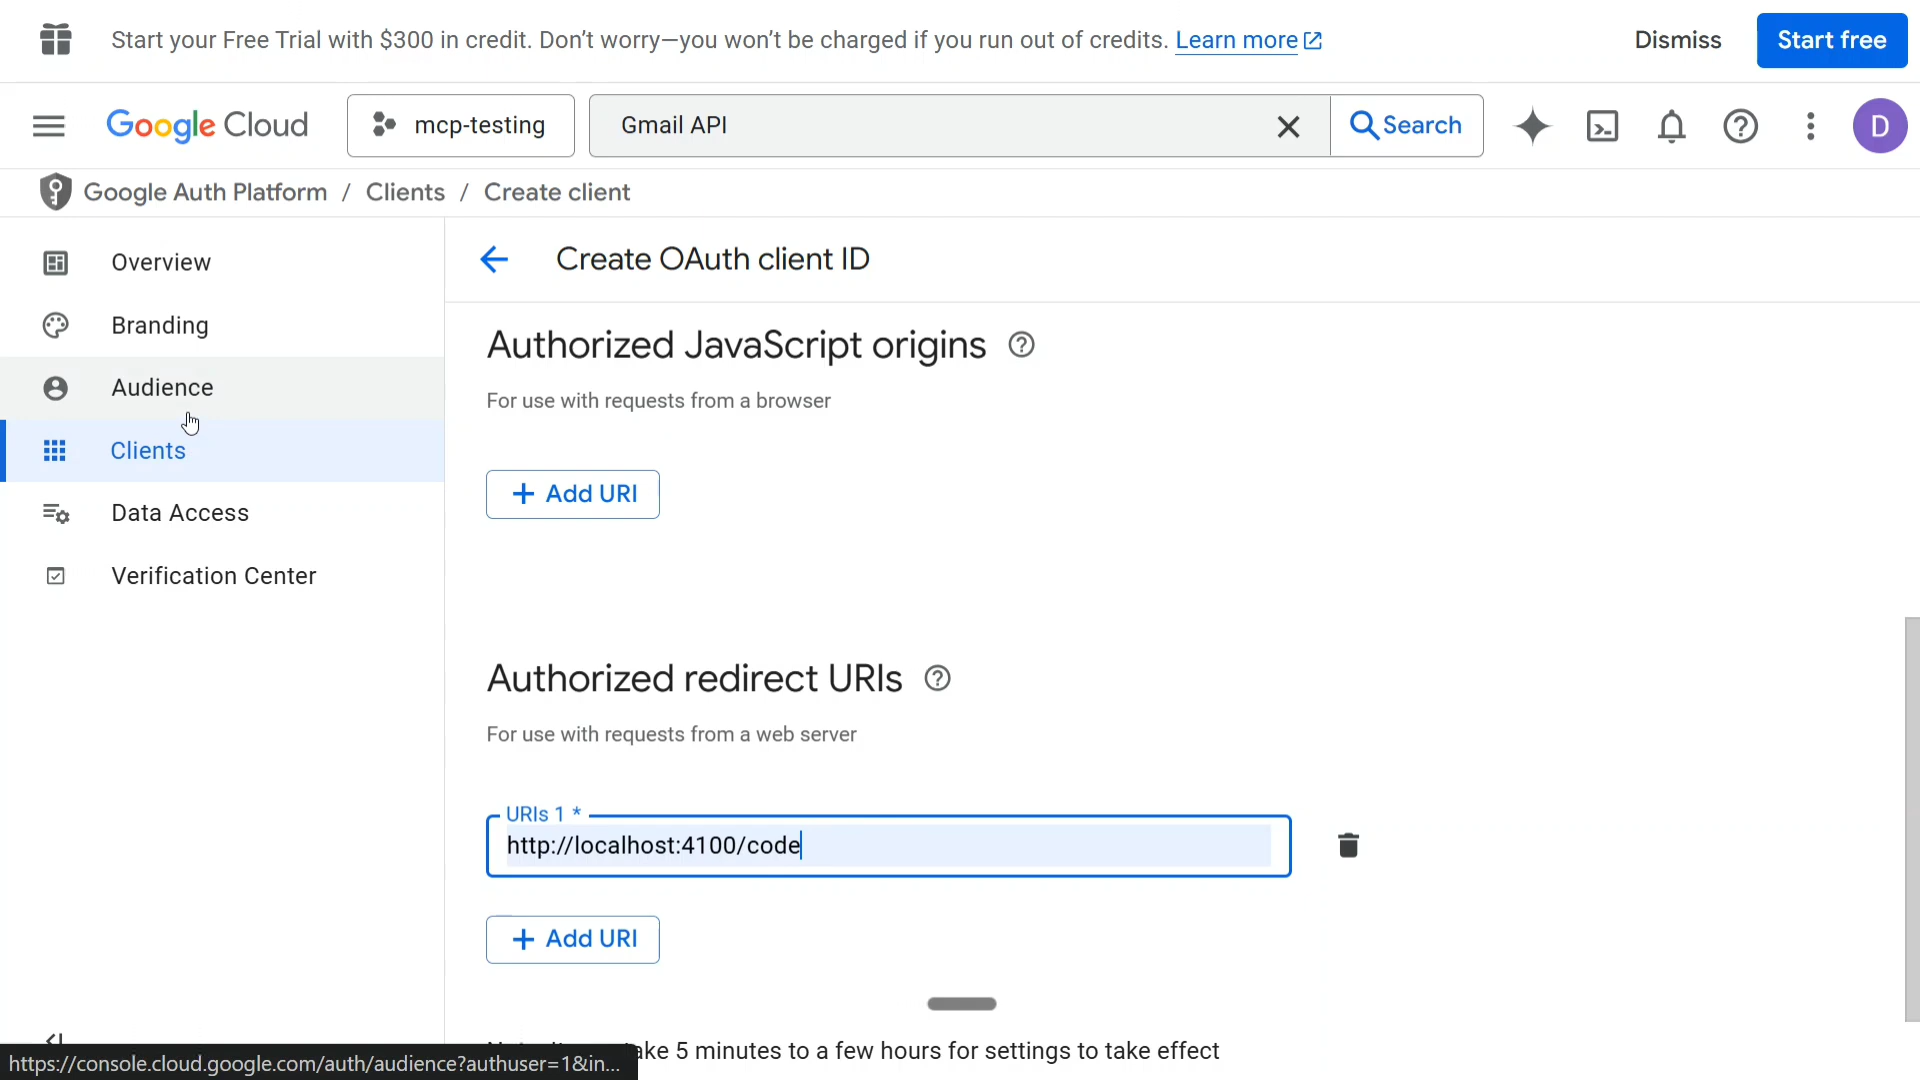 Start your Free Trial with $300 in credit. Don't worry—you won't be charged if you run out of credits. Learn more
Dismiss
Start free
Google Cloud
mcp-testing
Gmail API
Search
D
Google Auth Platform / Clients / Create client
Overview
Branding
Audience
Clients
Data Access
Verification Center
Create OAuth client ID
Authorized JavaScript origins
For use with requests from a browser
+ Add URI
Authorized redirect URIs
For use with requests from a web server
URIs 1 *
http://localhost:4100/code
+ Add URI
ake 5 minutes to a few hours for settings to take effect
https://console.cloud.google.com/auth/audience?authuser=1&in...